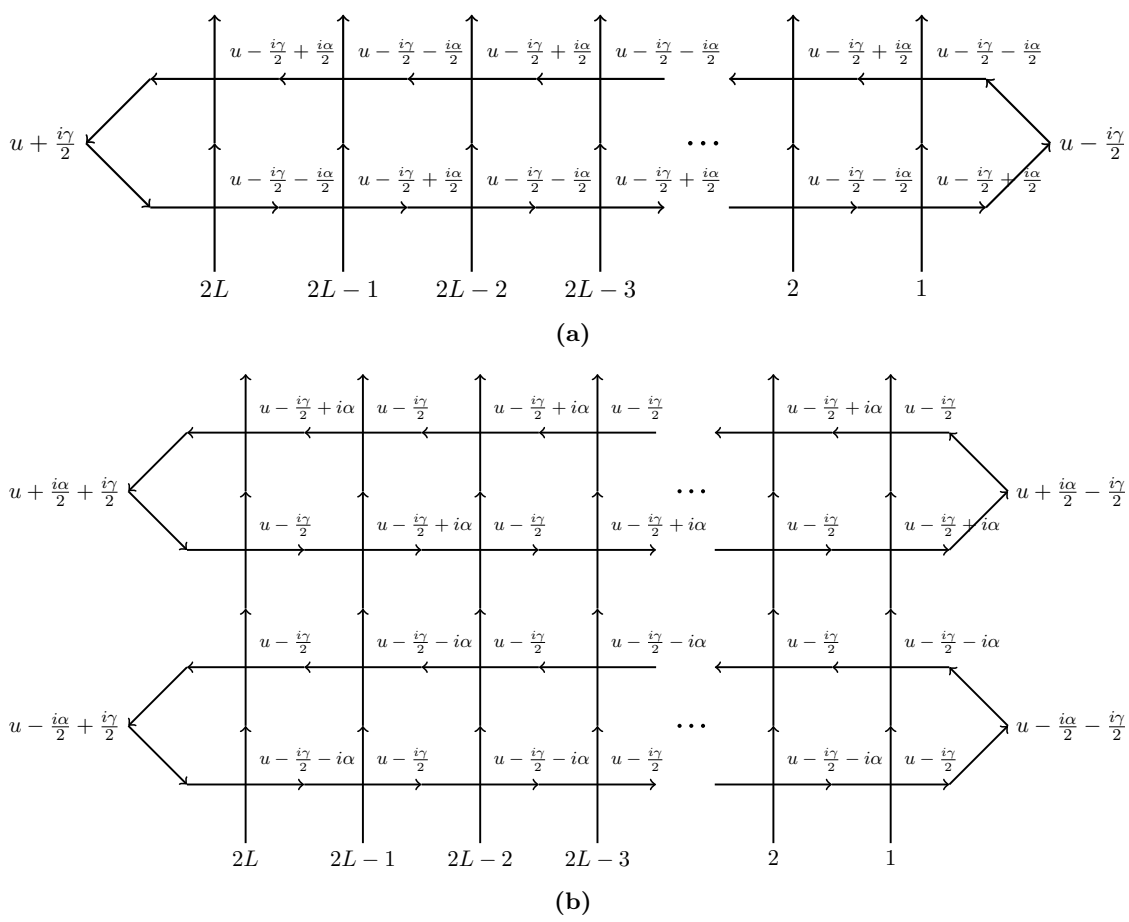 u − iγ/2 + iα/2 u − iγ/2 − iα/2 u − iγ/2 + iα/2 u − iγ/2 − iα/2 u − iγ/2 + iα/2 u − iγ/2 − iα/2
u + iγ/2 ... u − iγ/2
u − iγ/2 − iα/2 u − iγ/2 + iα/2 u − iγ/2 − iα/2 u − iγ/2 + iα/2 u − iγ/2 − iα/2 u − iγ/2 + iα/2
2L 2L − 1 2L − 2 2L − 3 2 1
(a)
u − iγ/2 + iα u − iγ/2 u − iγ/2 + iα u − iγ/2 u − iγ/2 + iα u − iγ/2
u + iα/2 + iγ/2 ... u + iα/2 − iγ/2
u − iγ/2 u − iγ/2 + iα u − iγ/2 u − iγ/2 + iα u − iγ/2 u − iγ/2 + iα
u − iγ/2 u − iγ/2 − iα u − iγ/2 u − iγ/2 − iα u − iγ/2 u − iγ/2 − iα
u − iα/2 + iγ/2 ... u − iα/2 − iγ/2
u − iγ/2 − iα u − iγ/2 u − iγ/2 − iα u − iγ/2 u − iγ/2 − iα u − iγ/2
2L 2L − 1 2L − 2 2L − 3 2 1
(b)